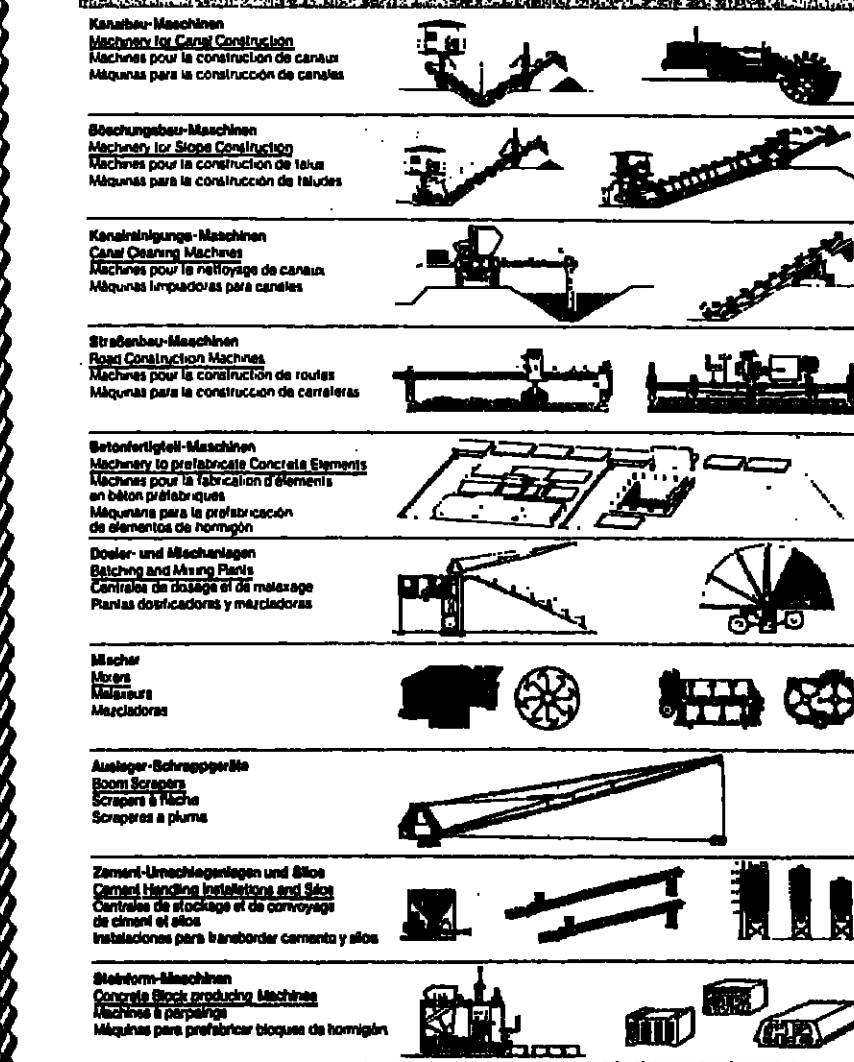 Kanalbau-Maschinen
Machinery for Canal Construction
Machines pour la construction de canaux
Máquinas para la construcción de canales
Böschungsbau-Maschinen
Machinery for Slope Construction
Machines pour la construction de talus
Máquinas para la construcción de taludes
Kanalreinigungs-Maschinen
Canal Cleaning Machines
Machines pour le nettoyage de canaux
Máquinas limpiadoras para canales
Straßenbau-Maschinen
Road Construction Machines
Machines pour la construction de routes
Máquinas para la construcción de carreteras
Betonfertigteil-Maschinen
Machinery to prefabricate Concrete Elements
Machines pour la fabrication d'élements
en béton préfabriques
Máquinaria para la prefabricación
de elementos de hormigón
Dosier- und Mischanlagen
Batching and Mixing Plants
Centrales de dosage et de malaxage
Plantas dosificadoras y mezcladoras
Mischer
Mixers
Malaxeurs
Mezcladoras
Ausleger-Schrappgeräte
Boom Scrapers
Scrapers à flèche
Scraperes a pluma
Zement-Umschlaganlagen und Silos
Cement Handling Installations and Silos
Centrales de stockage et de convoyage
de ciment et silos
Instalaciones para transborder cemento y silos
Steinform-Maschinen
Concrete Block producing Machines
Machines à parpaings
Máquinas para prefabricar bloques de hormigón